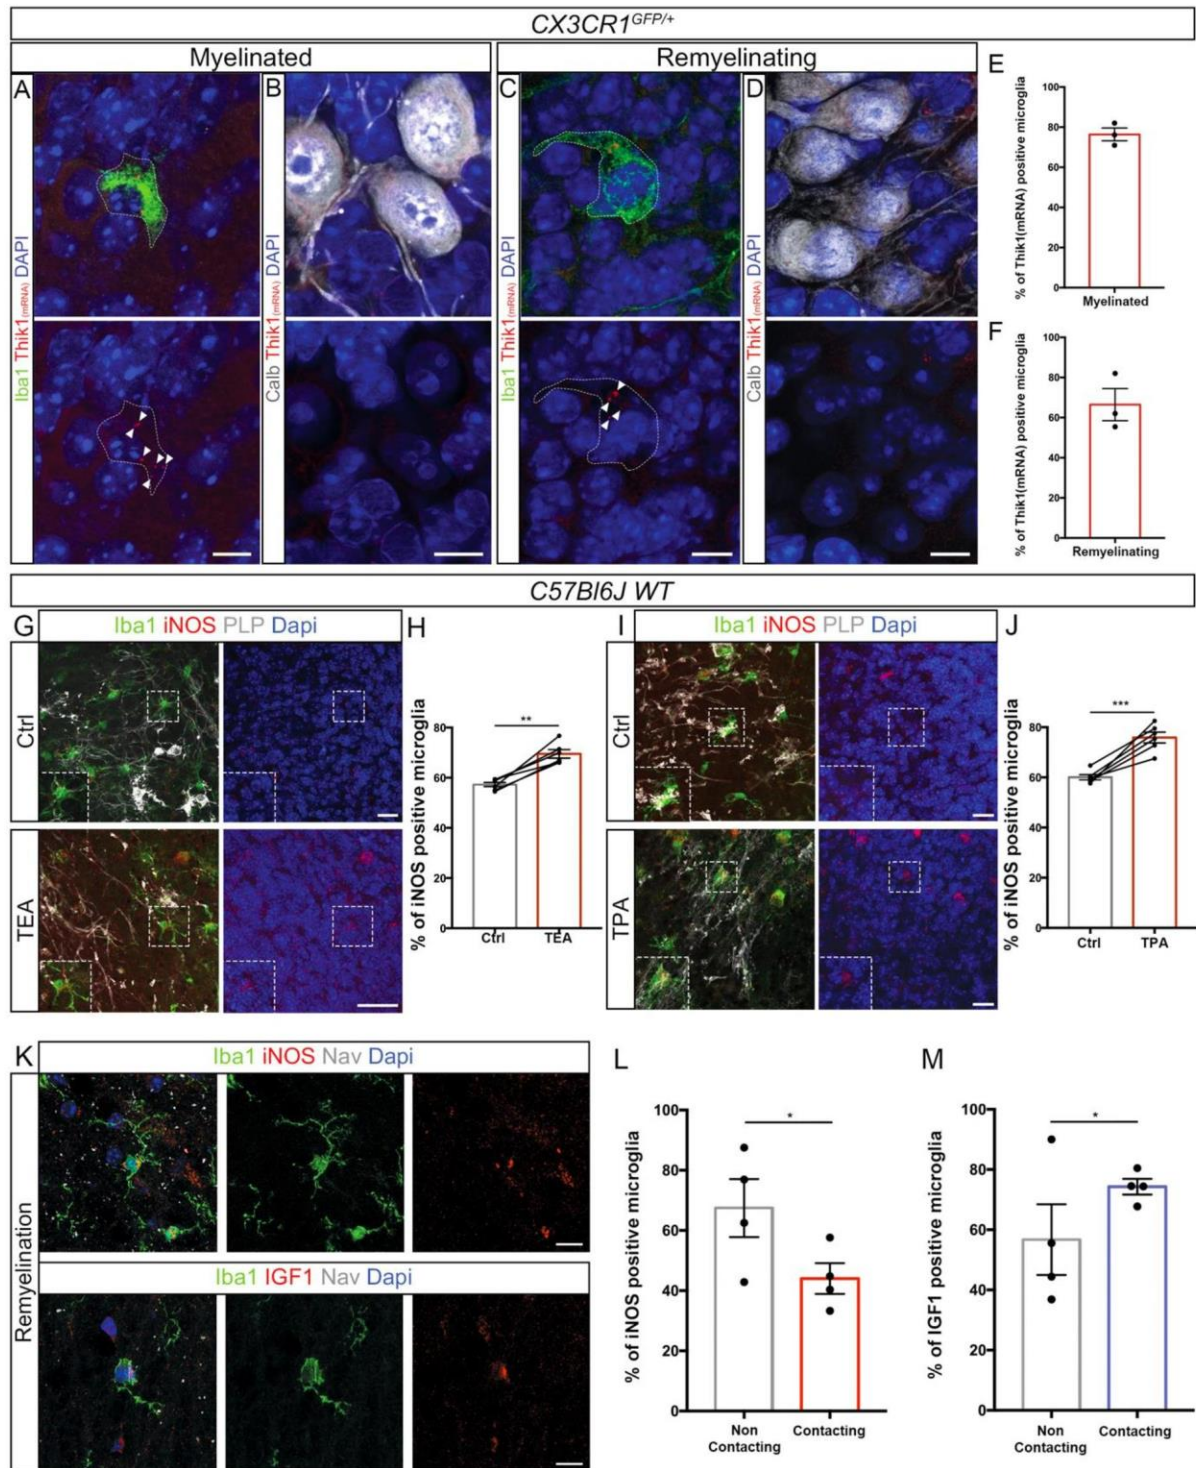 CX3CR1GFP/+
Myelinated
Remyelinating
A
Iba1 Thik1(mRNA) DAPI
B
Calb Thik1(mRNA) DAPI
C
Iba1 Thik1(mRNA) DAPI
D
Calb Thik1(mRNA) DAPI
E
% of Thik1(mRNA) positive microglia
100
80
60
40
20
0
Myelinated
F
% of Thik1(mRNA) positive microglia
100
80
60
40
20
0
Remyelinating
C57Bl6J WT
G
Iba1 iNOS PLP Dapi
Ctrl
TEA
H
% of iNOS positive microglia
80
60
40
20
0
**
Ctrl
TEA
I
Iba1 iNOS PLP Dapi
Ctrl
TPA
J
% of iNOS positive microglia
80
60
40
20
0
***
Ctrl
TPA
K
Remyelination
Iba1 iNOS Nav Dapi
Iba1 IGF1 Nav Dapi
L
% of iNOS positive microglia
100
80
60
40
20
0
*
Non
Contacting
Contacting
M
% of IGF1 positive microglia
100
80
60
40
20
0
*
Non
Contacting
Contacting